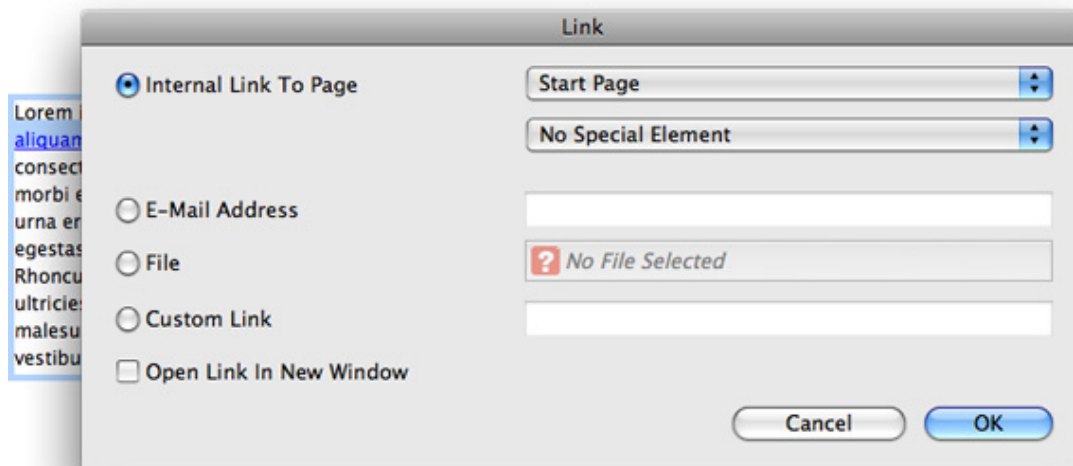 Link
Internal Link To Page
Start Page
No Special Element
E-Mail Address
File
No File Selected
Custom Link
Open Link In New Window
Cancel
OK
Lorem
aliquam
consect
morbi e
urna er
egestas
Rhoncu
ultricies
malesu
vestibu